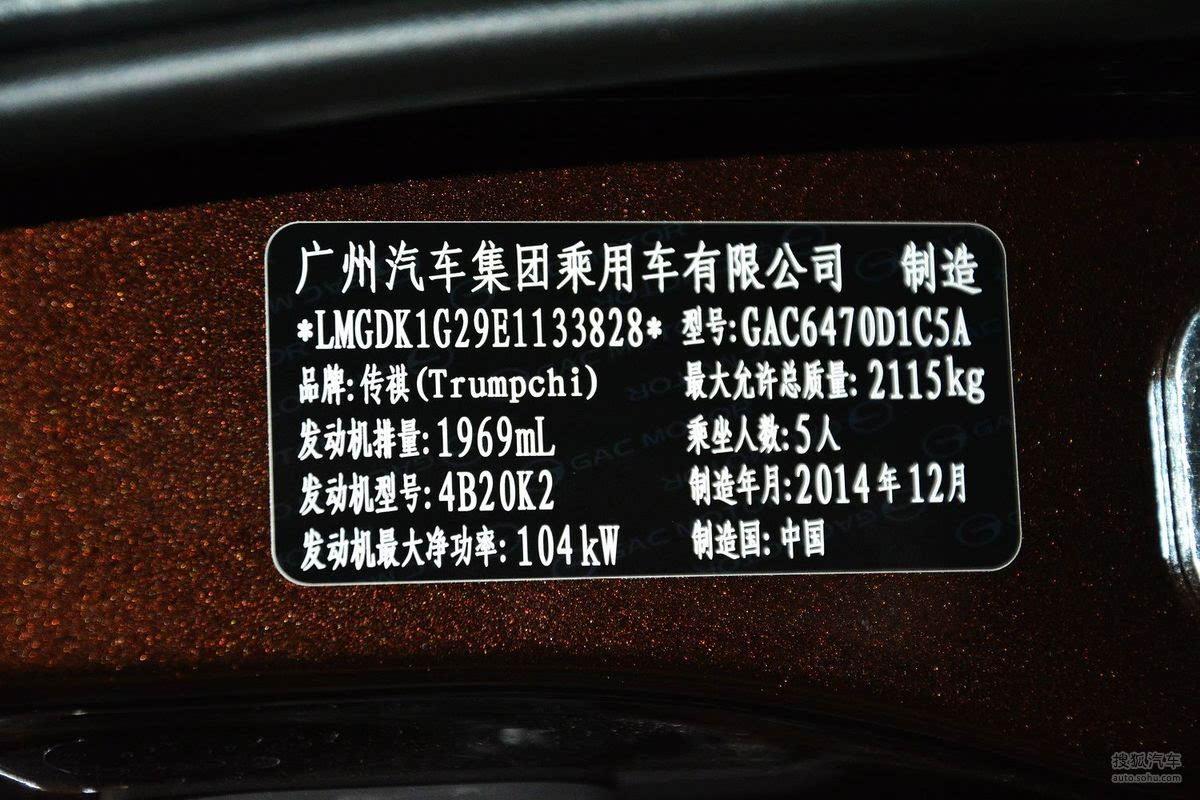 广州汽车集团乘用车有限公司 制造
*LMGDK1G29E1133828* 型号:GAC6470D1C5A
品牌:传祺(Trumpchi) 最大允许总质量:2115kg
发动机排量:1969mL 乘坐人数:5人
发动机型号:4B20K2 制造年月:2014年12月
发动机最大净功率:104kW 制造国:中国
GAC MOTOR
搜狐汽车
auto.sohu.com